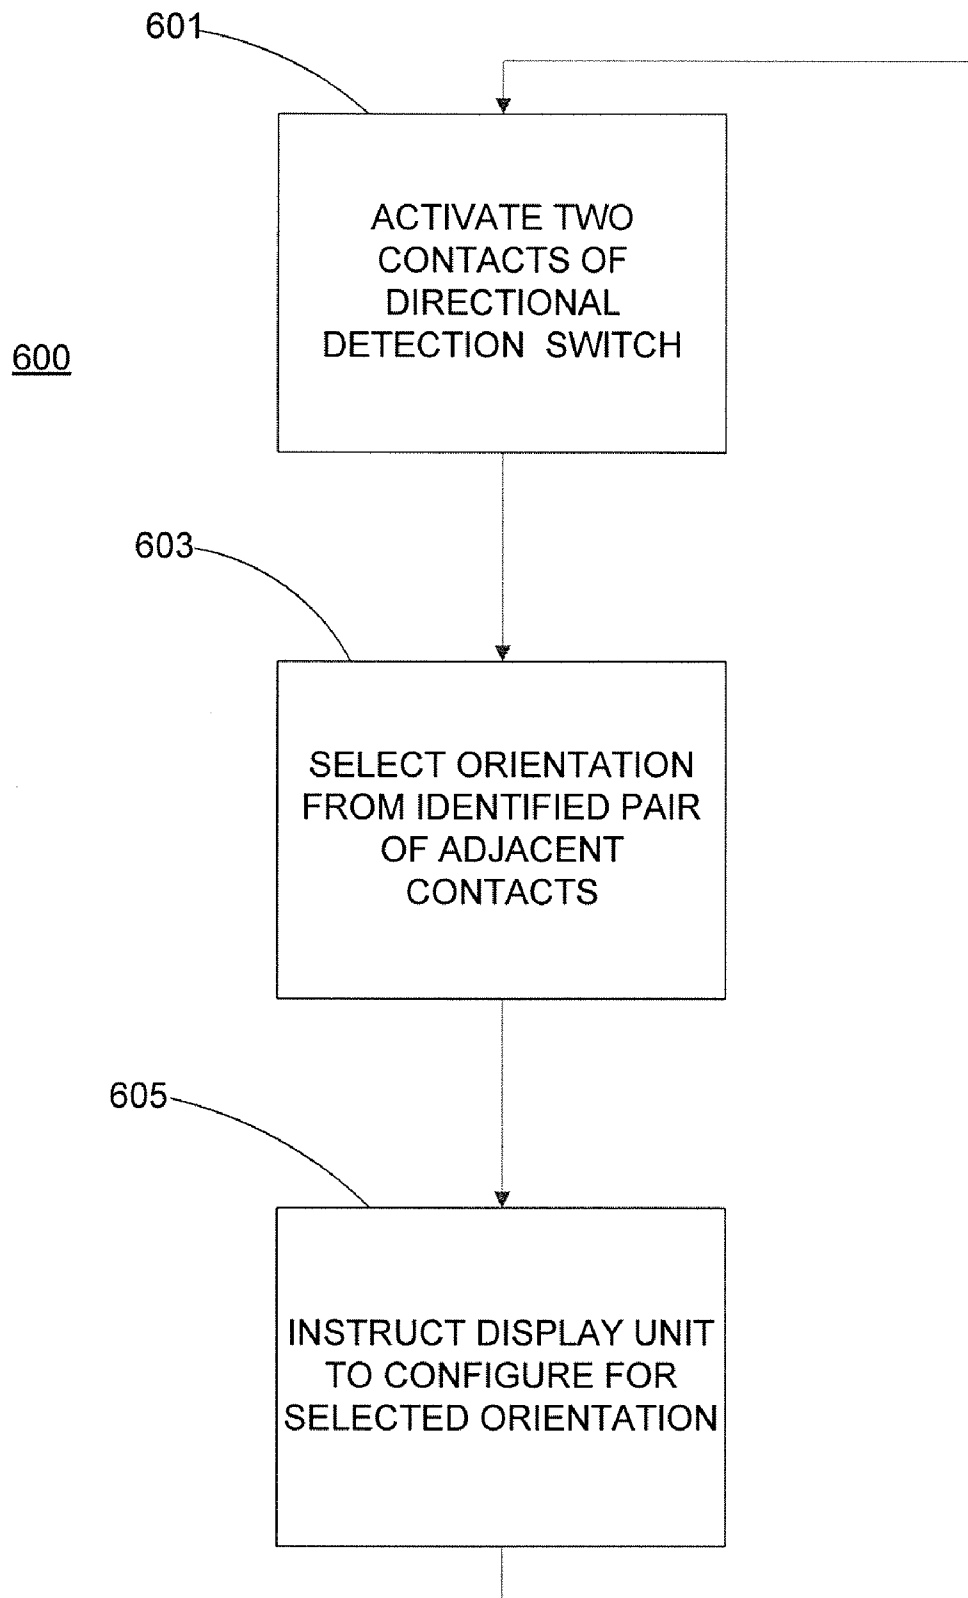 601
ACTIVATE TWO
CONTACTS OF
DIRECTIONAL
DETECTION SWITCH
600
603
SELECT ORIENTATION
FROM IDENTIFIED PAIR
OF ADJACENT
CONTACTS
605
INSTRUCT DISPLAY UNIT
TO CONFIGURE FOR
SELECTED ORIENTATION